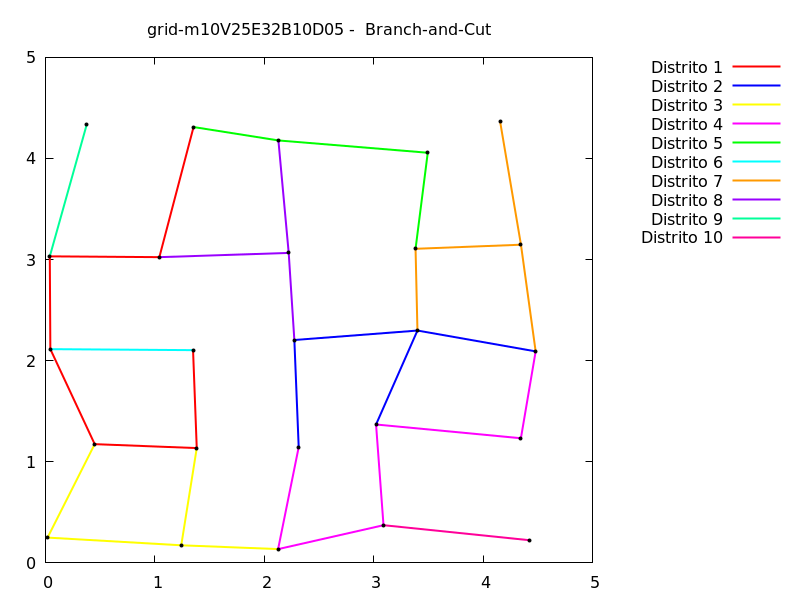 grid-m10V25E32B10D05 -  Branch-and-Cut
Distrito 1
Distrito 2
Distrito 3
Distrito 4
Distrito 5
Distrito 6
Distrito 7
Distrito 8
Distrito 9
Distrito 10
5
4
3
2
1
0
0 1 2 3 4 5